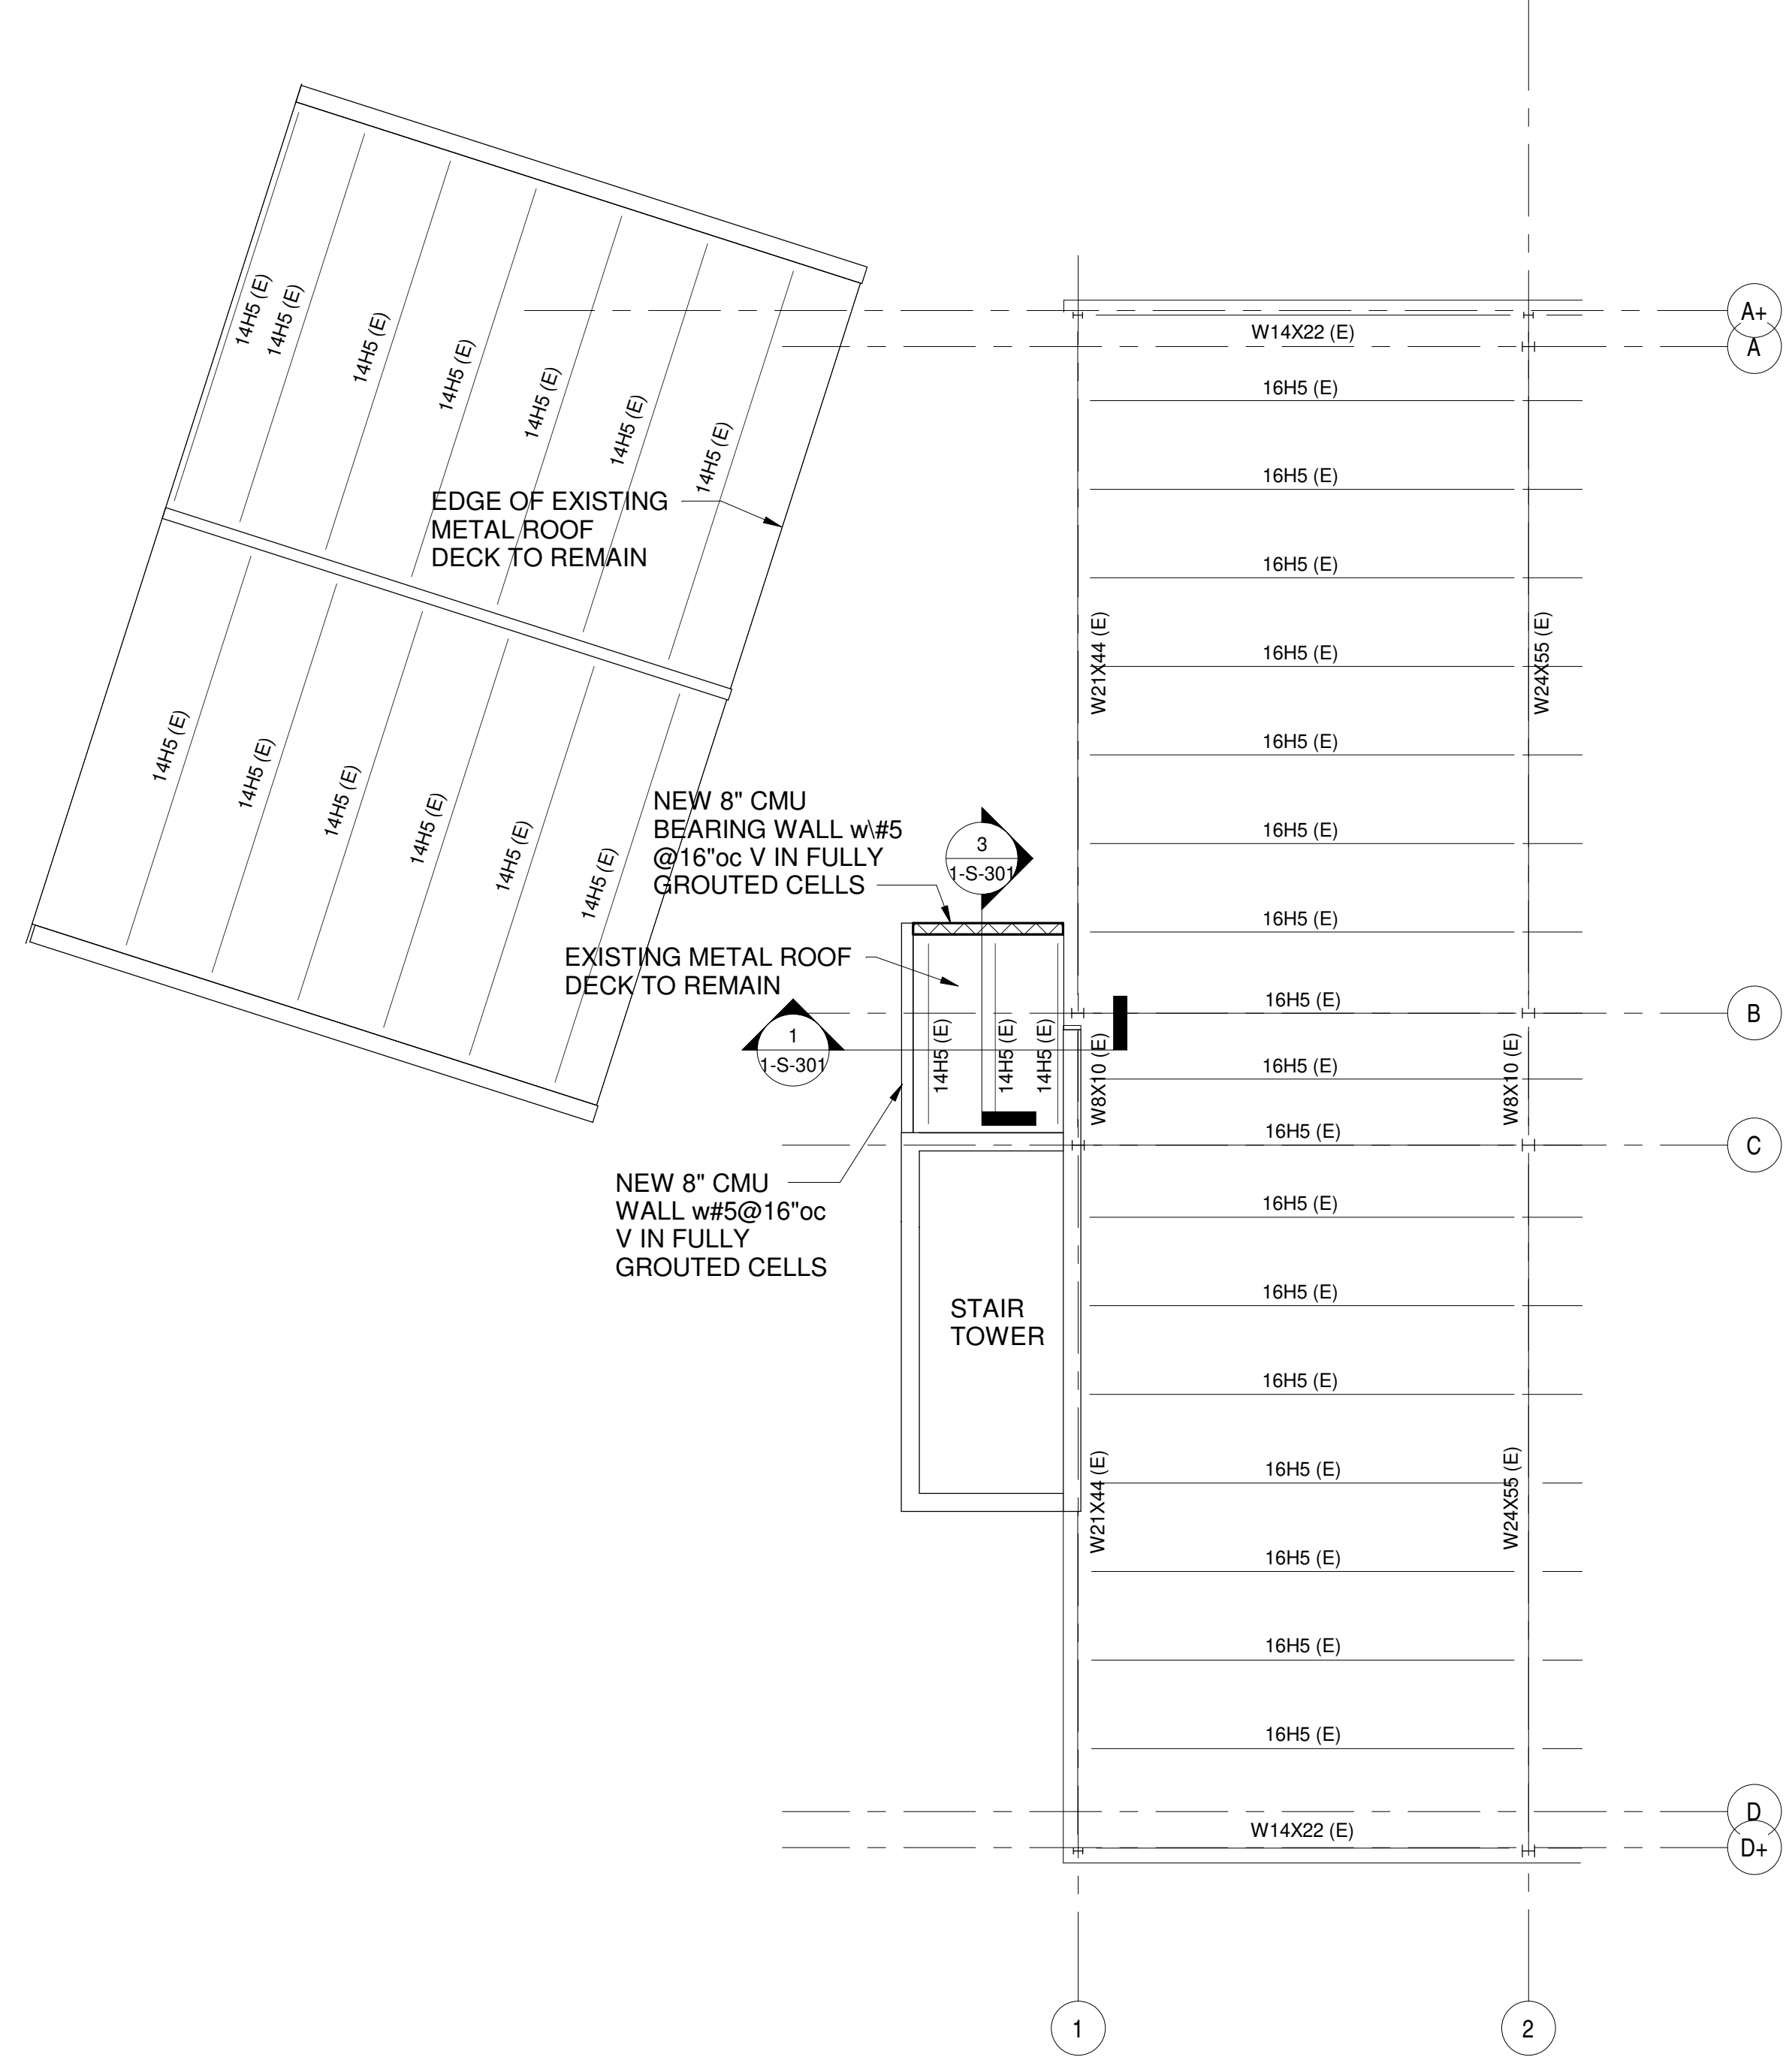 A+
W14X22 (E)
A
16H5 (E)
14H5 (E)
14H5 (E)
14H5 (E)
14H5 (E)
14H5 (E)
14H5 (E)
14H5 (E)
16H5 (E)
EDGE OF EXISTING
METAL ROOF
DECK TO REMAIN
16H5 (E)
W21X44 (E)
16H5 (E)
W24X55 (E)
14H5 (E)
14H5 (E)
14H5 (E)
14H5 (E)
14H5 (E)
14H5 (E)
16H5 (E)
NEW 8" CMU
BEARING WALL w\#5
@16"oc V IN FULLY
GROUTED CELLS
3
1-S-301
16H5 (E)
16H5 (E)
EXISTING METAL ROOF
DECK TO REMAIN
16H5 (E)
B
1
1-S-301
14H5 (E)
14H5 (E)
14H5 (E)
W8X10 (E)
16H5 (E)
W8X10 (E)
16H5 (E)
C
NEW 8" CMU
WALL w#5@16"oc
V IN FULLY
GROUTED CELLS
16H5 (E)
16H5 (E)
STAIR
TOWER
16H5 (E)
16H5 (E)
W21X44 (E)
W24X55 (E)
16H5 (E)
16H5 (E)
16H5 (E)
D
W14X22 (E)
D+
1
2